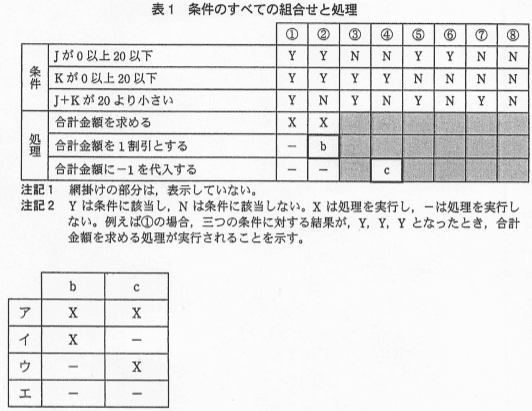 表1 条件のすべての組合せと処理
① ② ③ ④ ⑤ ⑥ ⑦ ⑧
条件
Jが0以上20以下 Y Y N N Y Y N N
Kが0以上20以下 Y Y Y Y N N N N
J+Kが20より小さい Y N Y N Y N Y N
処理
合計金額を求める X X
合計金額を1割引とする － b
合計金額に－1を代入する － － c
注記1 網掛けの部分は，表示していない。
注記2 Yは条件に該当し，Nは条件に該当しない。Xは処理を実行し，－は処理を実行し
ない。例えば①の場合，三つの条件に対する結果が，Y，Y，Yとなったとき，合計
金額を求める処理が実行されることを示す。
b c
ア X X
イ X －
ウ － X
エ － －